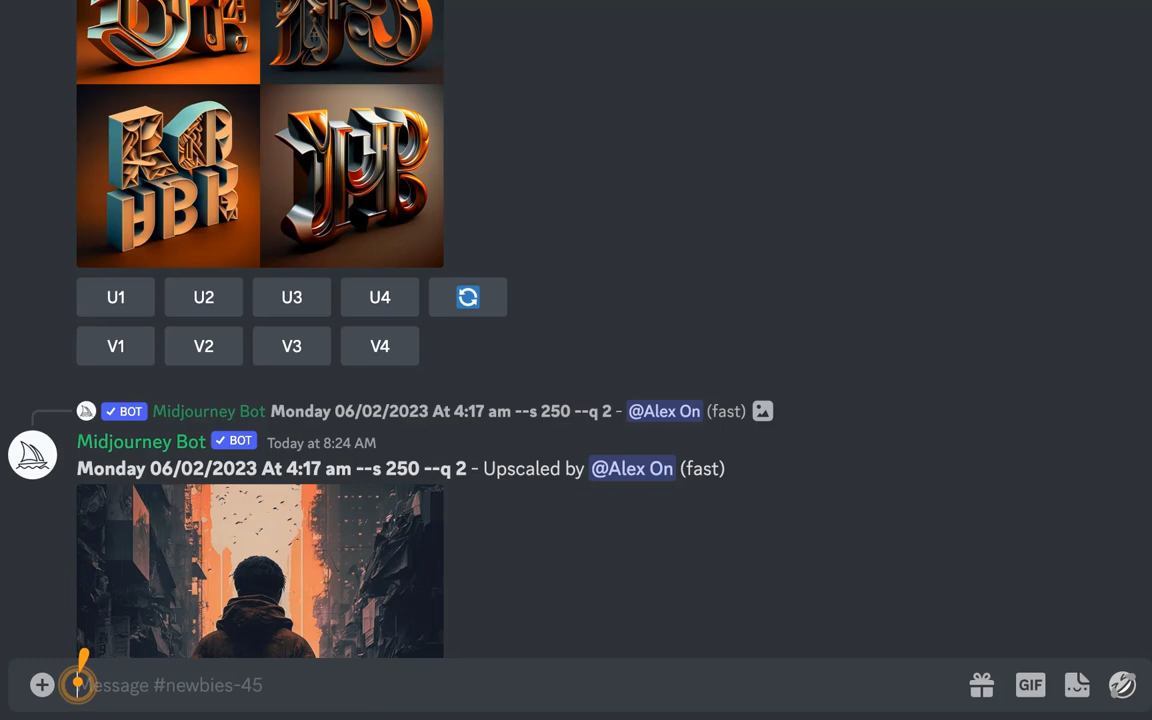 U1 U2 U3 U4
V1 V2 V3 V4
BOT Midjourney Bot Monday 06/02/2023 At 4:17 am --s 250 --q 2 - @Alex On (fast)
Midjourney Bot BOT Today at 8:24 AM
Monday 06/02/2023 At 4:17 am --s 250 --q 2 - Upscaled by @Alex On (fast)
Message #newbies-45
GIF